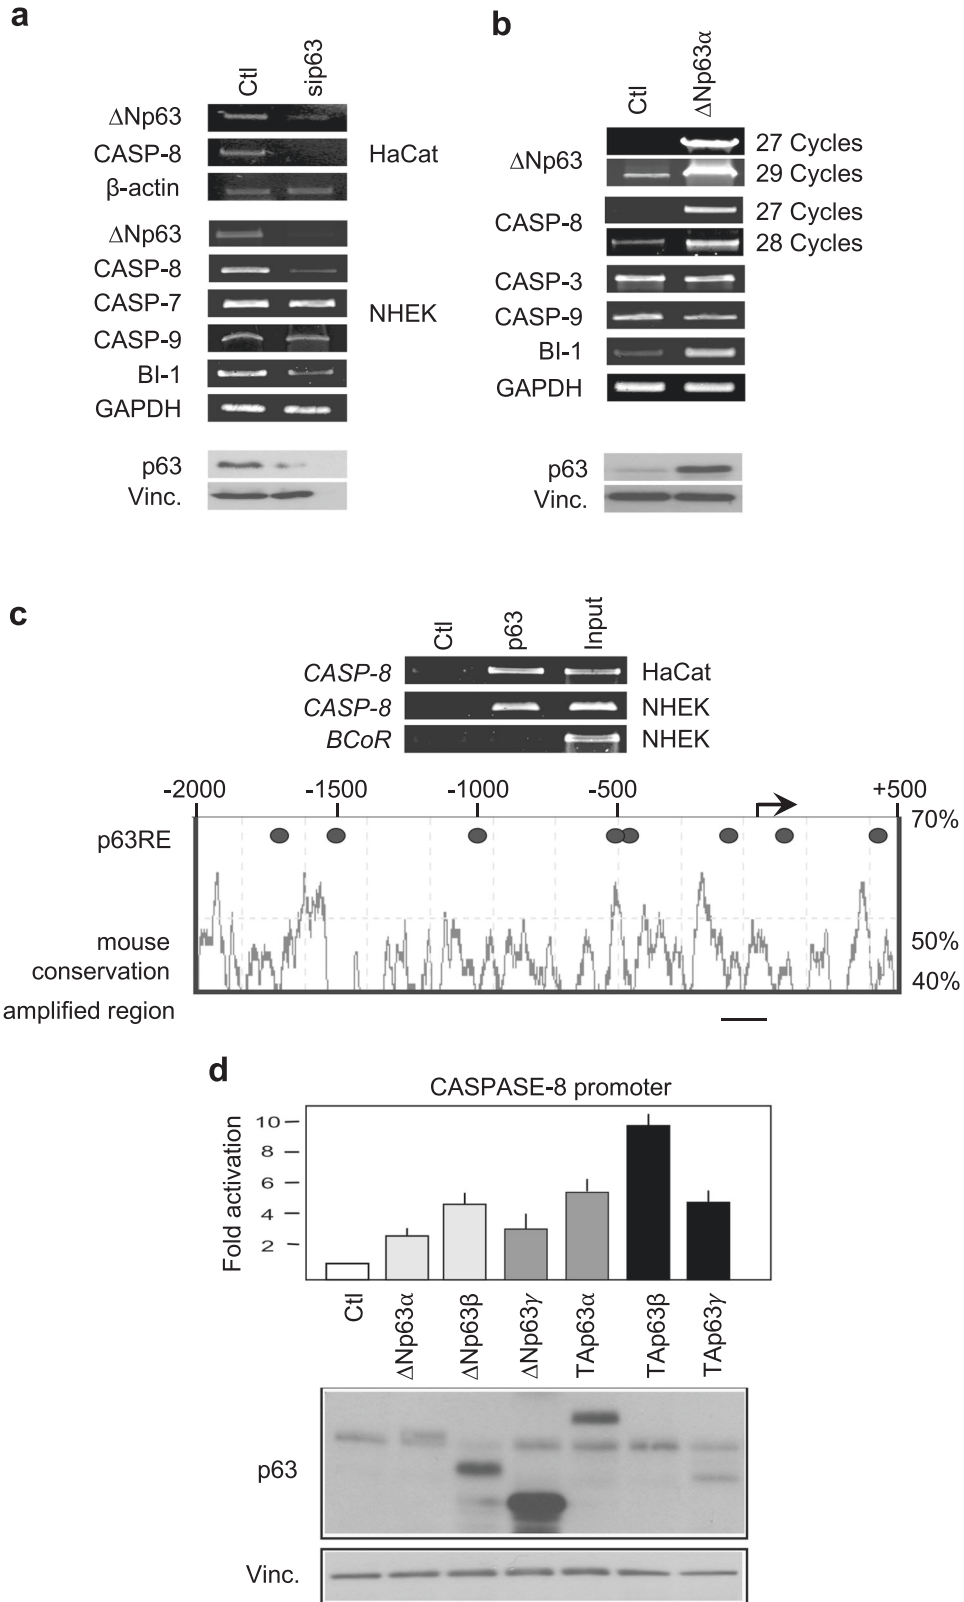 a
Ctl
sip63
ΔNp63
CASP-8
β-actin
HaCat
ΔNp63
CASP-8
CASP-7
CASP-9
BI-1
GAPDH
NHEK
p63
Vinc.
b
Ctl
ΔNp63α
ΔNp63
27 Cycles
29 Cycles
CASP-8
27 Cycles
28 Cycles
CASP-3
CASP-9
BI-1
GAPDH
p63
Vinc.
c
Ctl
p63
Input
CASP-8 HaCat
CASP-8 NHEK
BCoR NHEK
-2000 -1500 -1000 -500 +500
70%
p63RE
mouse
conservation
50%
40%
amplified region
d
CASPASE-8 promoter
Fold activation
10
8
6
4
2
Ctl
ΔNp63α
ΔNp63β
ΔNp63γ
TAp63α
TAp63β
TAp63γ
p63
Vinc.